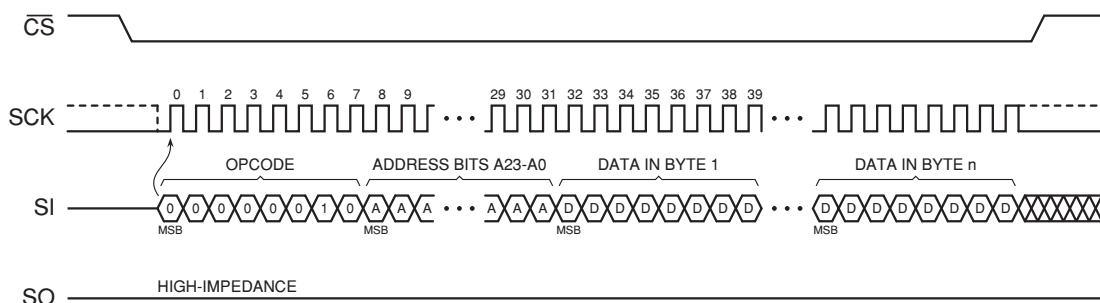 CS
SCK
0 1 2 3 4 5 6 7 8 9 29 30 31 32 33 34 35 36 37 38 39
OPCODE ADDRESS BITS A23-A0 DATA IN BYTE 1 DATA IN BYTE n
SI
0 0 0 0 0 0 1 0 A A A A A A D D D D D D D D D D D D D D D D
MSB MSB MSB MSB
HIGH-IMPEDANCE
SO